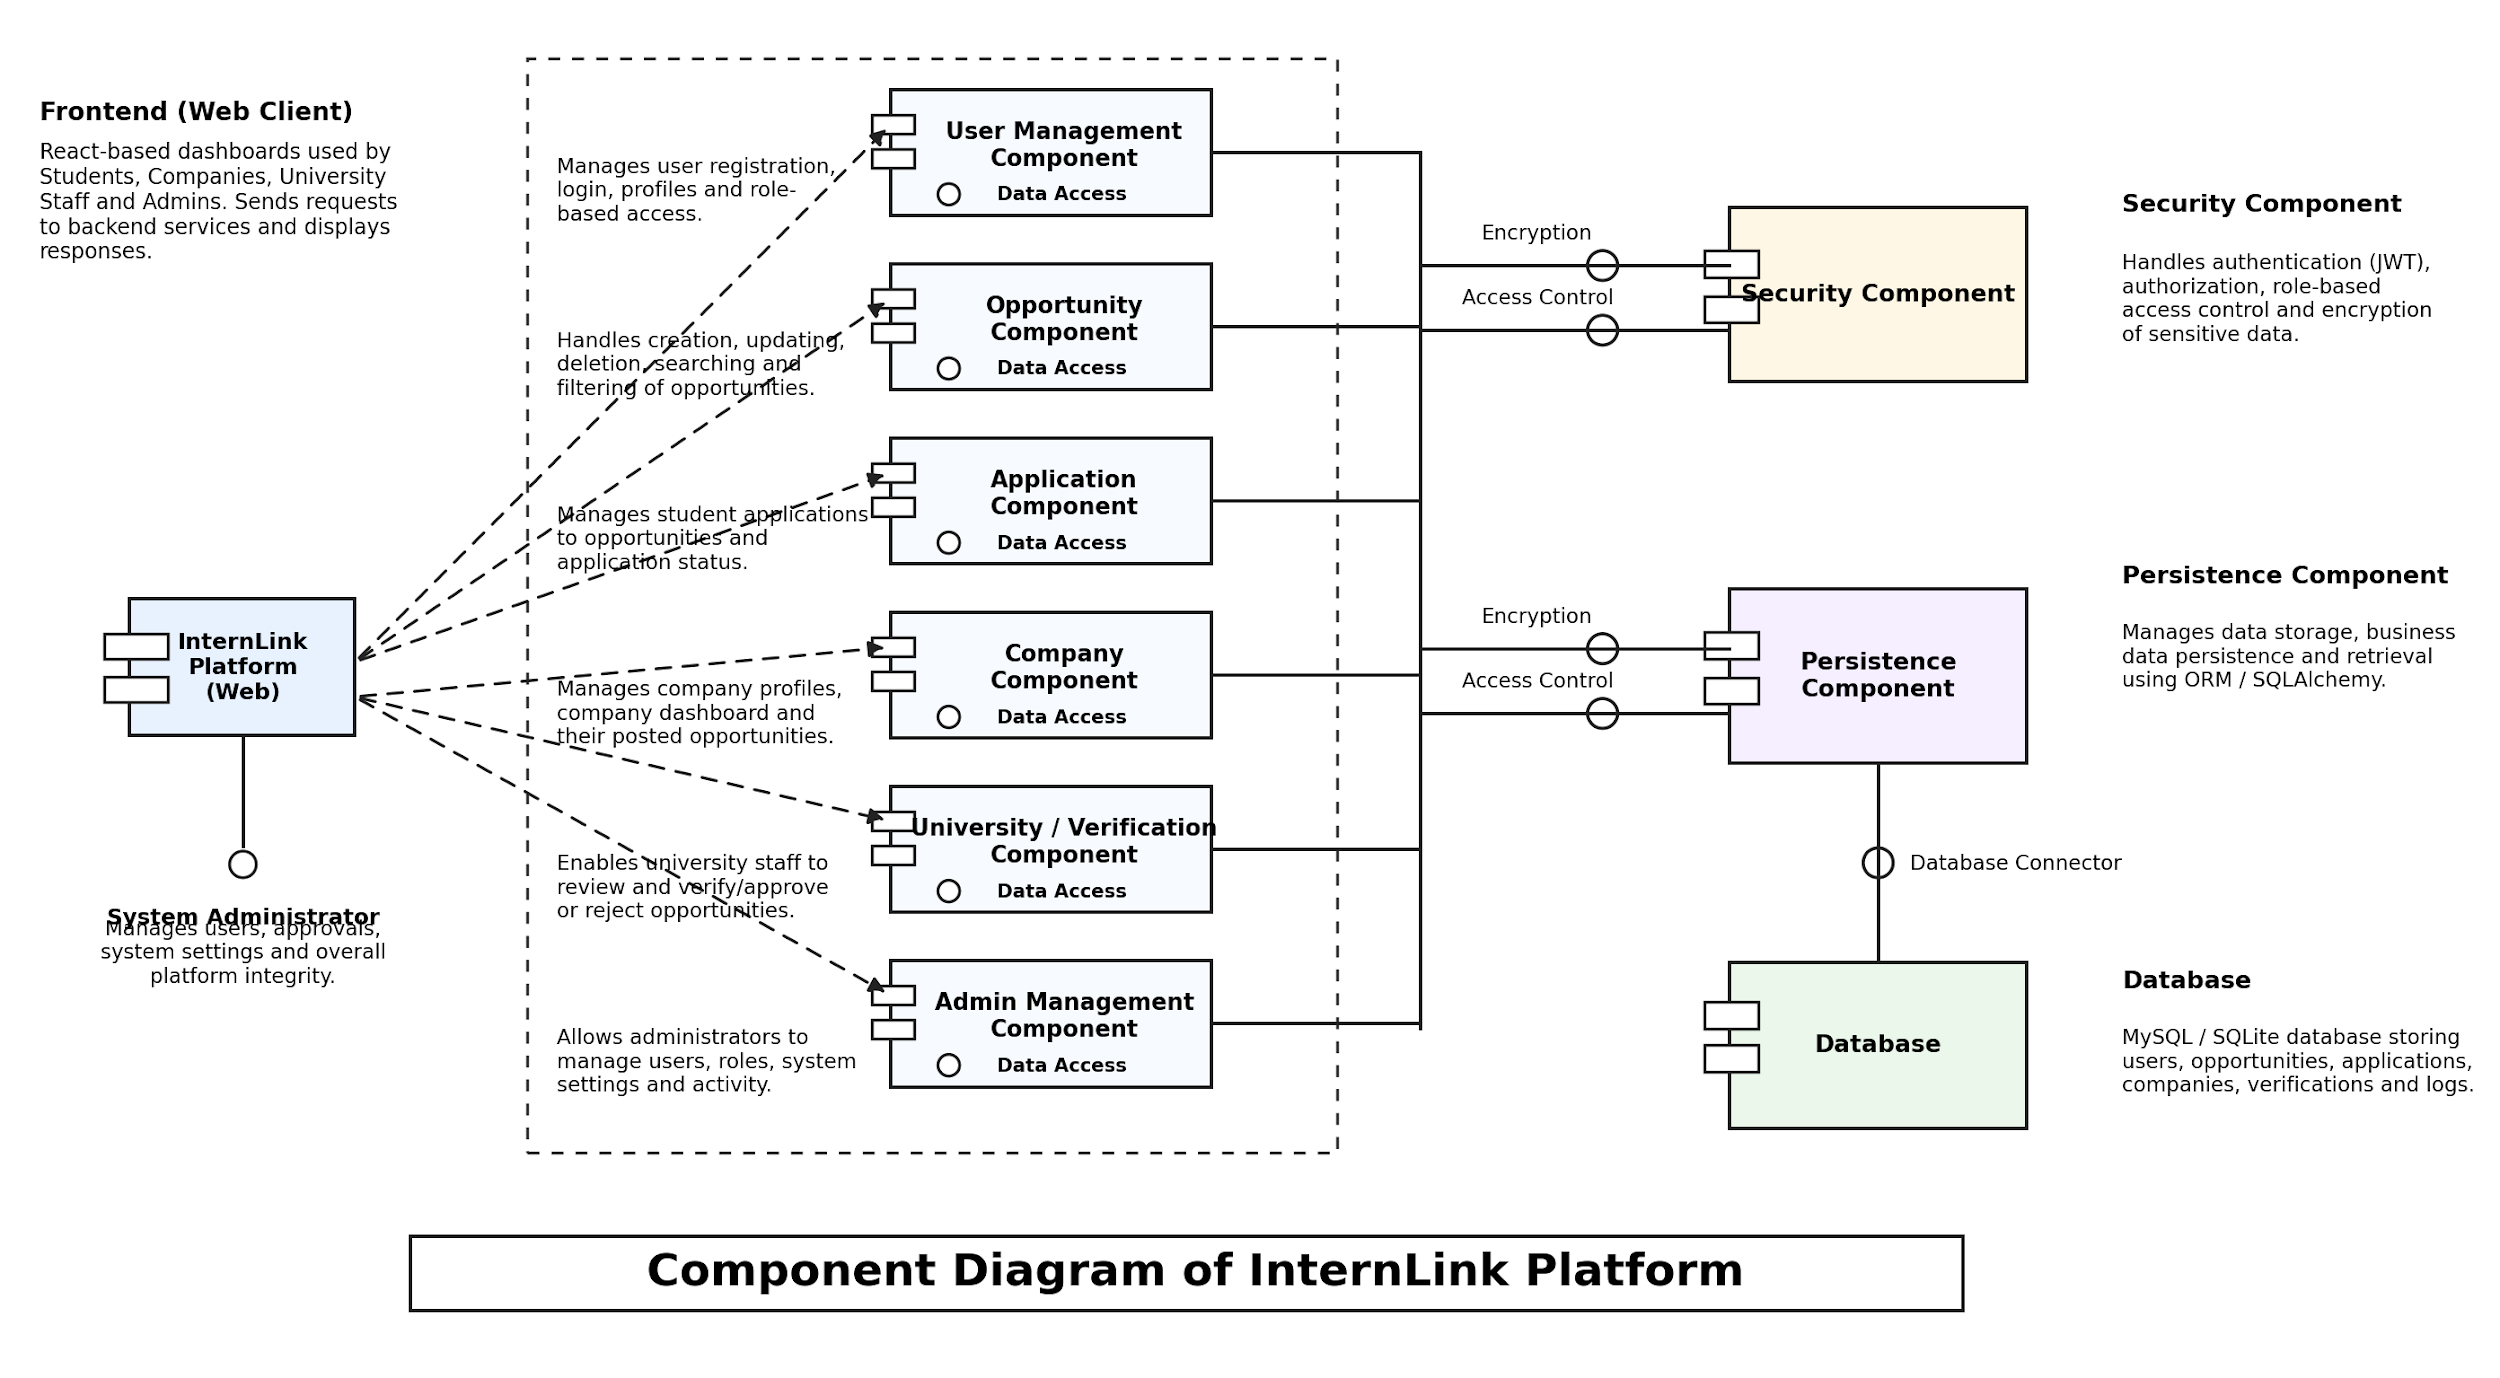 Frontend (Web Client)
React-based dashboards used by
Students, Companies, University
Staff and Admins. Sends requests
to backend services and displays
responses.
InternLink
Platform
(Web)
System Administrator
Manages users, approvals,
system settings and overall
platform integrity.
Manages user registration,
login, profiles and role-
based access.
User Management
Component
Data Access
Handles creation, updating,
deletion, searching and
filtering of opportunities.
Opportunity
Component
Data Access
Manages student applications
to opportunities and
application status.
Application
Component
Data Access
Manages company profiles,
company dashboard and
their posted opportunities.
Company
Component
Data Access
Enables university staff to
review and verify/approve
or reject opportunities.
University / Verification
Component
Data Access
Allows administrators to
manage users, roles, system
settings and activity.
Admin Management
Component
Data Access
Encryption
Access Control
Security Component
Security Component
Handles authentication (JWT),
authorization, role-based
access control and encryption
of sensitive data.
Encryption
Access Control
Persistence
Component
Persistence Component
Manages data storage, business
data persistence and retrieval
using ORM / SQLAlchemy.
Database Connector
Database
Database
MySQL / SQLite database storing
users, opportunities, applications,
companies, verifications and logs.
Component Diagram of InternLink Platform